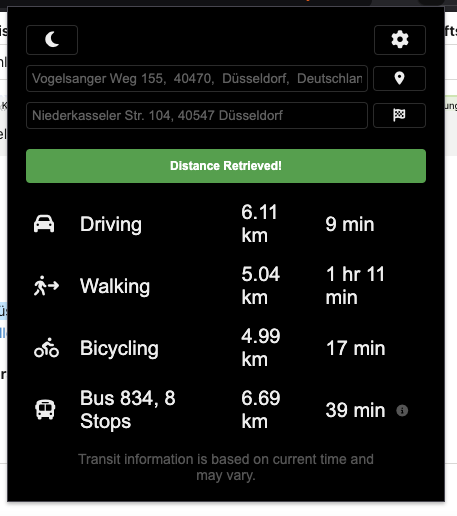 Vogelsanger Weg 155, 40470, Düsseldorf, Deutschlan
Niederkasseler Str. 104, 40547 Düsseldorf
Distance Retrieved!
Driving 6.11 km 9 min
Walking 5.04 km 1 hr 11 min
Bicycling 4.99 km 17 min
Bus 834, 8 Stops 6.69 km 39 min
Transit information is based on current time and
may vary.